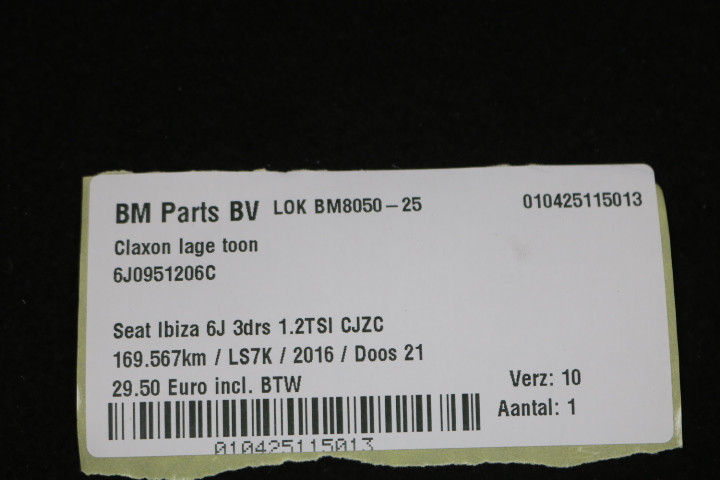 BM Parts BV LOK BM8050-25 010425115013
Claxon lage toon
6J0951206C
Seat Ibiza 6J 3drs 1.2TSI CJZC
169.567km / LS7K / 2016 / Doos 21
29.50 Euro incl. BTW Verz: 10
Aantal: 1
010425115013